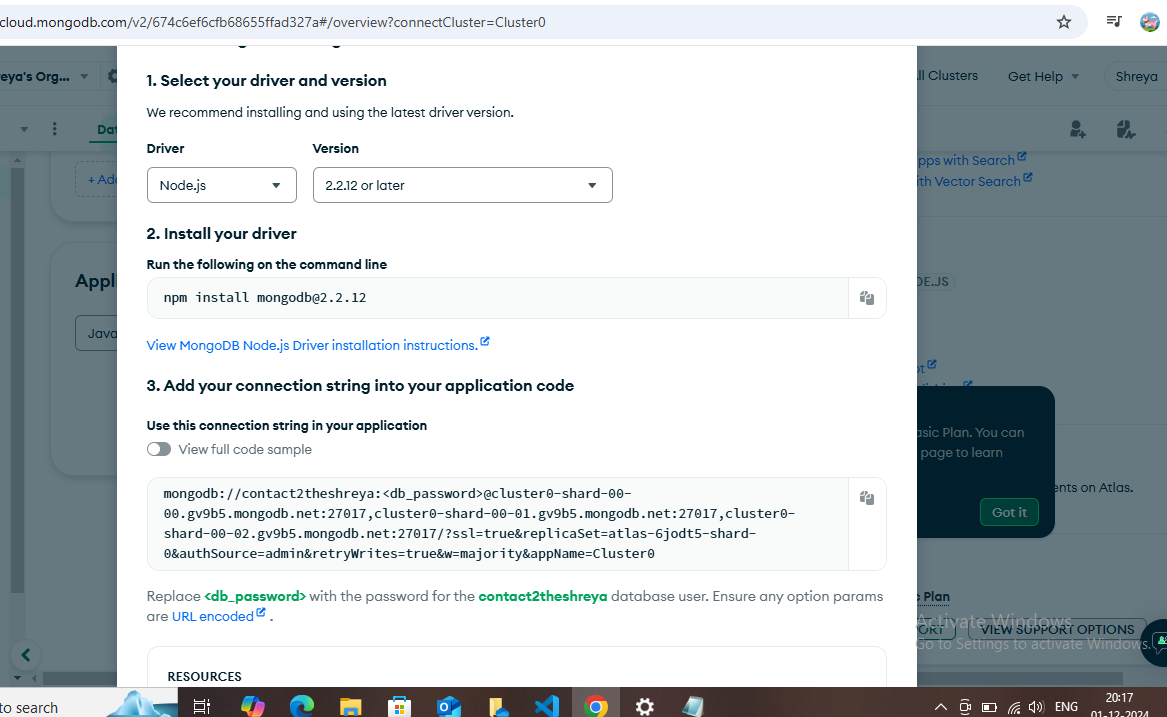 cloud.mongodb.com/v2/674c6ef6cfb68655ffad327a#/overview?connectCluster=Cluster0
reya's Org...
All Clusters
Get Help
Shreya
1. Select your driver and version
We recommend installing and using the latest driver version.
Driver
Version
Node.js
2.2.12 or later
Dat
+ Add
pps with Search
th Vector Search
2. Install your driver
Run the following on the command line
npm install mongodb@2.2.12
View MongoDB Node.js Driver installation instructions.
Appli
Java
DE.JS
3. Add your connection string into your application code
Use this connection string in your application
View full code sample
mongodb://contact2theshreya:<db_password>@cluster0-shard-00-
00.gv9b5.mongodb.net:27017,cluster0-shard-00-01.gv9b5.mongodb.net:27017,cluster0-
shard-00-02.gv9b5.mongodb.net:27017/?ssl=true&replicaSet=atlas-6jodt5-shard-
0&authSource=admin&retryWrites=true&w=majority&appName=Cluster0
asic Plan. You can
page to learn
ents on Atlas.
Got it
Replace <db_password> with the password for the contact2theshreya database user. Ensure any option params
are URL encoded .
Plan
PORT
VIEW SUPPORT OPTIONS
Activate Windows
Go to Settings to activate Windows.
RESOURCES
to search
ENG
20:17
01-12-2024